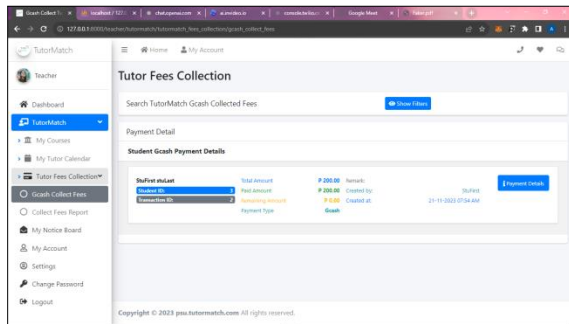 Gcash Collect
localhost / 127.0
chat.openai.com
ai.invideo.io
Google Meet
127.0.0.1:8000/teacher/tutormatch/tutormatch_fees_collection/gcash_collect_fees
TutorMatch
Home
My Account
Teacher
Tutor Fees Collection
Dashboard
Search TutorMatch Gcash Collected Fees
Show Filters
TutorMatch
My Courses
Payment Detail
My Tutor Calendar
Student Gcash Payment Details
Tutor Fees Collection
Gcash Collect Fees
Collect Fees Report
StuFirst stuLast
Student ID: 3
Transaction ID: 2
Total Amount ₱ 200.00
Paid Amount ₱ 200.00
Remaining Amount ₱ 0.00
Payment Type Gcash
Remark:
Created by: StuFirst
Created at: 21-11-2023 07:54 AM
Payment Details
My Notice Board
My Account
Settings
Change Password
Logout
Copyright © 2023 psu.tutormatch.com All rights reserved.